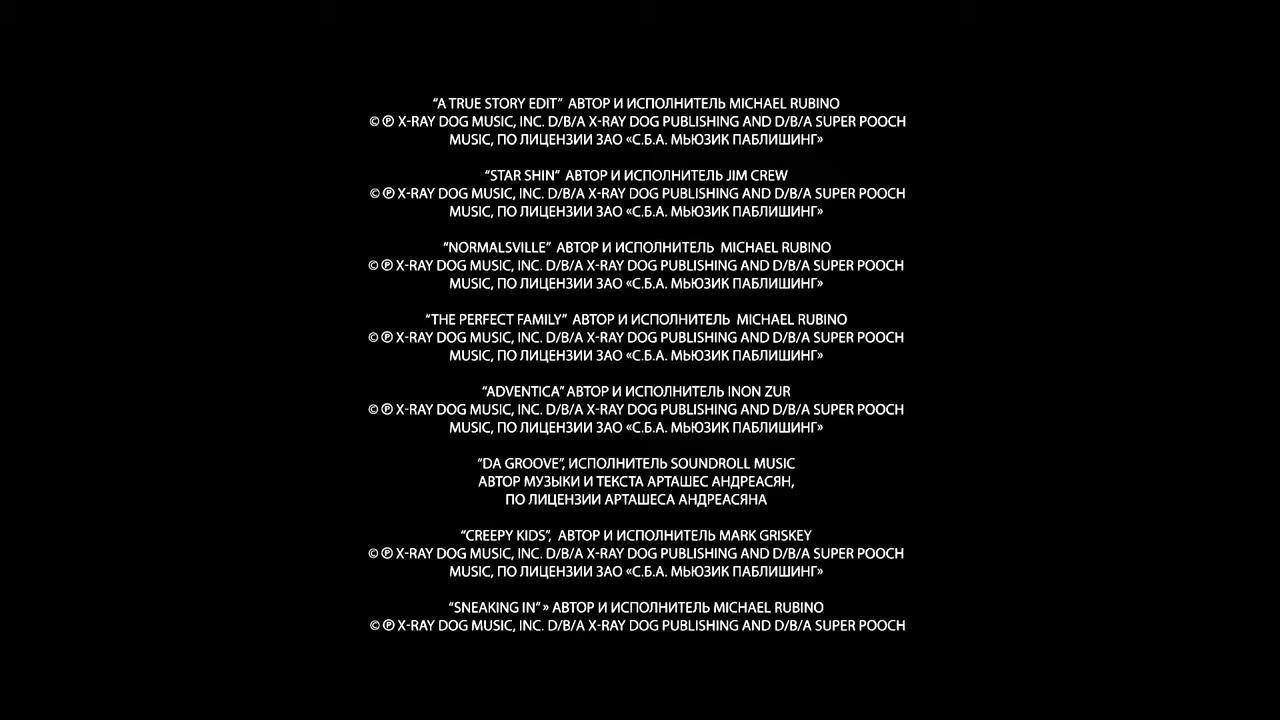 “A TRUE STORY EDIT” АВТОР И ИСПОЛНИТЕЛЬ MICHAEL RUBINO
© ℗ X-RAY DOG MUSIC, INC. D/B/A X-RAY DOG PUBLISHING AND D/B/A SUPER POOCH
MUSIC, ПО ЛИЦЕНЗИИ ЗАО «С.Б.А. МЬЮЗИК ПАБЛИШИНГ»
“STAR SHIN” АВТОР И ИСПОЛНИТЕЛЬ JIM CREW
© ℗ X-RAY DOG MUSIC, INC. D/B/A X-RAY DOG PUBLISHING AND D/B/A SUPER POOCH
MUSIC, ПО ЛИЦЕНЗИИ ЗАО «С.Б.А. МЬЮЗИК ПАБЛИШИНГ»
“NORMALSVILLE” АВТОР И ИСПОЛНИТЕЛЬ MICHAEL RUBINO
© ℗ X-RAY DOG MUSIC, INC. D/B/A X-RAY DOG PUBLISHING AND D/B/A SUPER POOCH
MUSIC, ПО ЛИЦЕНЗИИ ЗАО «С.Б.А. МЬЮЗИК ПАБЛИШИНГ»
“THE PERFECT FAMILY” АВТОР И ИСПОЛНИТЕЛЬ MICHAEL RUBINO
© ℗ X-RAY DOG MUSIC, INC. D/B/A X-RAY DOG PUBLISHING AND D/B/A SUPER POOCH
MUSIC, ПО ЛИЦЕНЗИИ ЗАО «С.Б.А. МЬЮЗИК ПАБЛИШИНГ»
“ADVENTICA” АВТОР И ИСПОЛНИТЕЛЬ INON ZUR
© ℗ X-RAY DOG MUSIC, INC. D/B/A X-RAY DOG PUBLISHING AND D/B/A SUPER POOCH
MUSIC, ПО ЛИЦЕНЗИИ ЗАО «С.Б.А. МЬЮЗИК ПАБЛИШИНГ»
“DA GROOVE”, ИСПОЛНИТЕЛЬ SOUNDROLL MUSIC
АВТОР МУЗЫКИ И ТЕКСТА АРТАШЕС АНДРЕАСЯН,
ПО ЛИЦЕНЗИИ АРТАШЕСА АНДРЕАСЯНА
“CREEPY KIDS”, АВТОР И ИСПОЛНИТЕЛЬ MARK GRISKEY
© ℗ X-RAY DOG MUSIC, INC. D/B/A X-RAY DOG PUBLISHING AND D/B/A SUPER POOCH
MUSIC, ПО ЛИЦЕНЗИИ ЗАО «С.Б.А. МЬЮЗИК ПАБЛИШИНГ»
“SNEAKING IN”» АВТОР И ИСПОЛНИТЕЛЬ MICHAEL RUBINO
© ℗ X-RAY DOG MUSIC, INC. D/B/A X-RAY DOG PUBLISHING AND D/B/A SUPER POOCH